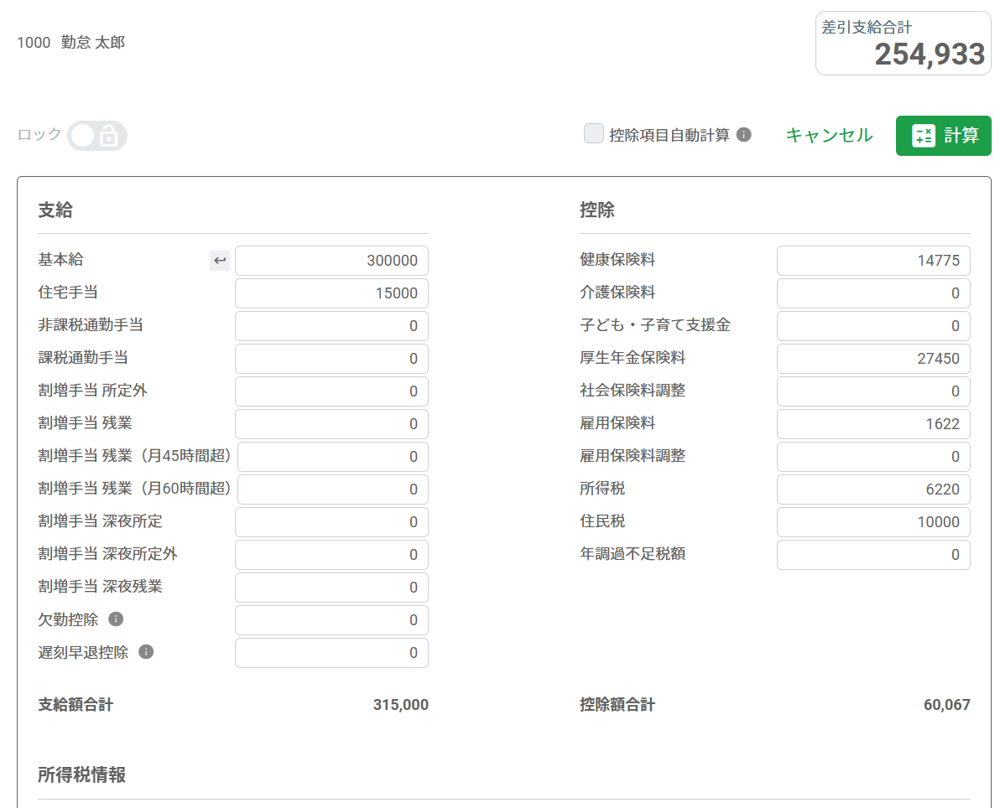 1000 勤怠 太郎
差引支給合計
254,933
ロック
控除項目自動計算
キャンセル
計算
支給
基本給 300000
住宅手当 15000
非課税通勤手当 0
課税通勤手当 0
割増手当 所定外 0
割増手当 残業 0
割増手当 残業（月45時間超） 0
割増手当 残業（月60時間超） 0
割増手当 深夜所定 0
割増手当 深夜所定外 0
割増手当 深夜残業 0
欠勤控除 0
遅刻早退控除 0
支給額合計 315,000
控除
健康保険料 14775
介護保険料 0
子ども・子育て支援金 0
厚生年金保険料 27450
社会保険料調整 0
雇用保険料 1622
雇用保険料調整 0
所得税 6220
住民税 10000
年調過不足税額 0
控除額合計 60,067
所得税情報